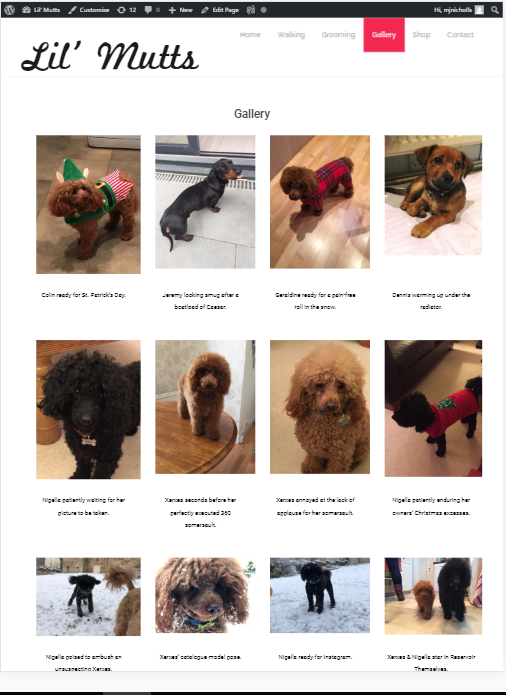 Lil' Mutts Customise 12 0 + New Edit Page Hi, mjnicholls
Home Walking Grooming Gallery Shop Contact
Lil' Mutts
Gallery
Colin ready for St. Patrick's Day.
Jeremy looking smug after a
boatload of Caesar.
Geraldine ready for a pain-free
roll in the snow.
Dennis warming up under the
radiator.
Nigella patiently waiting for her
picture to be taken.
Xerxes seconds before her
perfectly executed 360
somersault.
Xerxes annoyed at the lack of
applause for her somersault.
Nigella patiently enduring her
owners' Christmas excesses.
Nigella poised to ambush an
unsuspecting Xerxes.
Xerxes' catalogue model pose.
Nigella ready for Instagram.
Xerxes & Nigella star in Reservoir
Themselves.